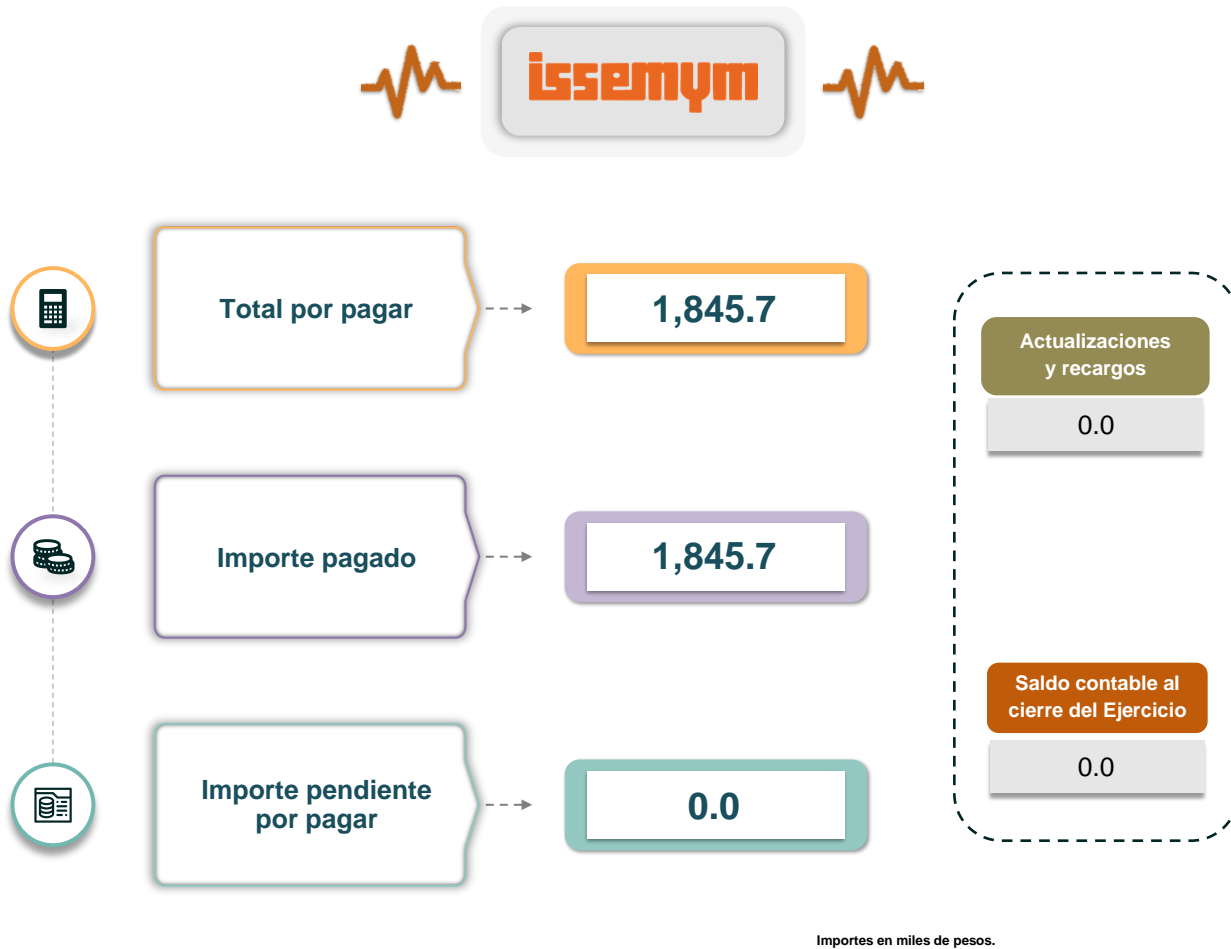 issemym
Total por pagar
1,845.7
Actualizaciones
y recargos
0.0
Importe pagado
1,845.7
Saldo contable al
cierre del Ejercicio
0.0
Importe pendiente
por pagar
0.0
Importes en miles de pesos.